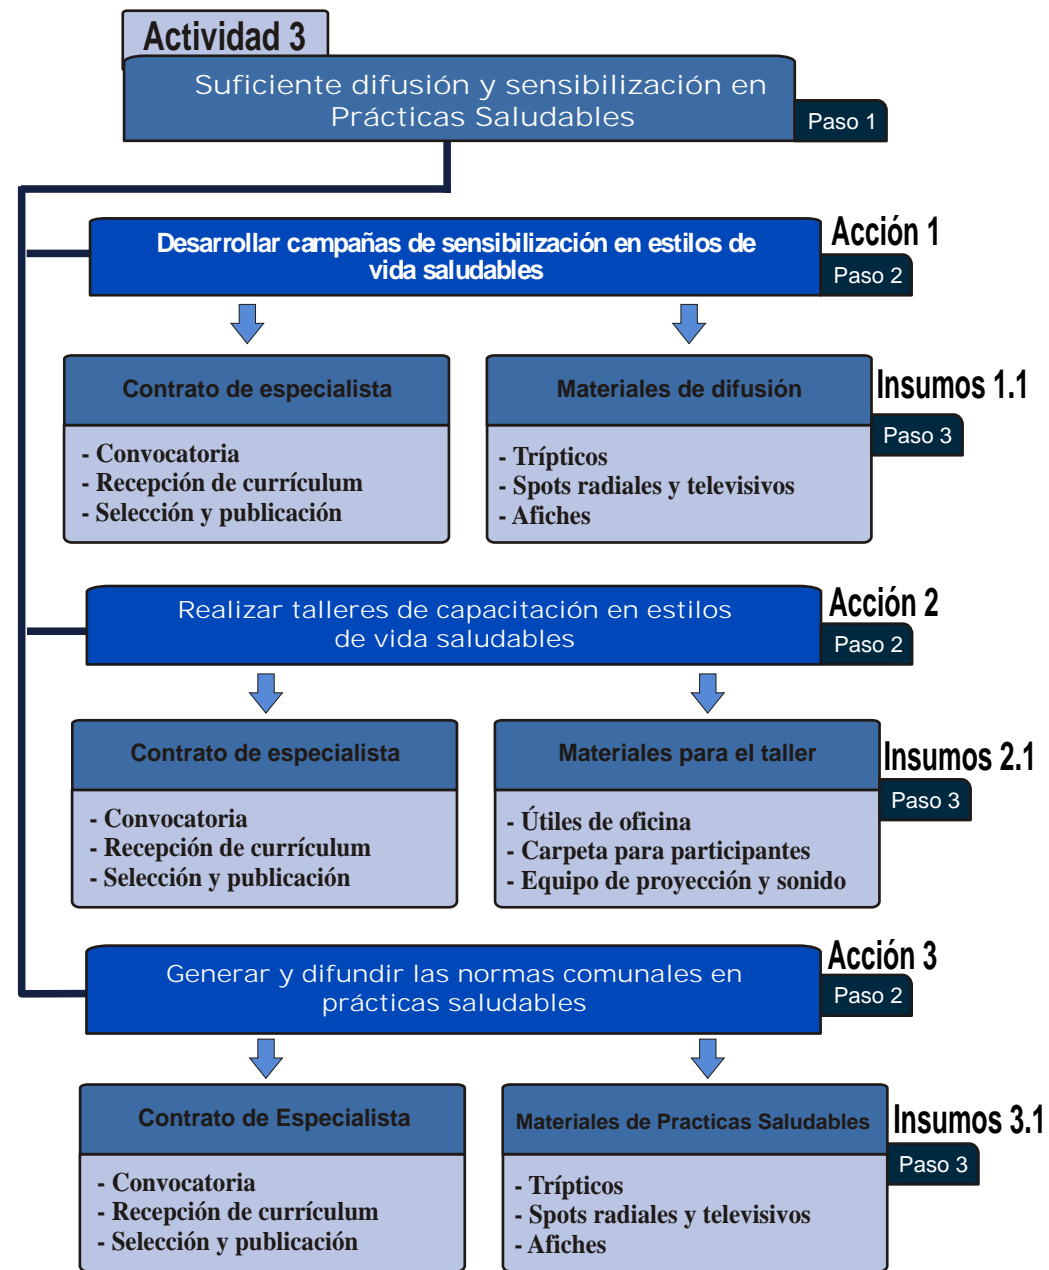 Actividad 3
Suficiente difusión y sensibilización en
Prácticas Saludables
Paso 1
Desarrollar campañas de sensibilización en estilos de
vida saludables
Acción 1
Paso 2
Contrato de especialista
- Convocatoria
- Recepción de currículum
- Selección y publicación
Materiales de difusión
- Trípticos
- Spots radiales y televisivos
- Afiches
Insumos 1.1
Paso 3
Realizar talleres de capacitación en estilos
de vida saludables
Acción 2
Paso 2
Contrato de especialista
- Convocatoria
- Recepción de currículum
- Selección y publicación
Materiales para el taller
- Útiles de oficina
- Carpeta para participantes
- Equipo de proyección y sonido
Insumos 2.1
Paso 3
Generar y difundir las normas comunales en
prácticas saludables
Acción 3
Paso 2
Contrato de Especialista
- Convocatoria
- Recepción de currículum
- Selección y publicación
Materiales de Practicas Saludables
- Trípticos
- Spots radiales y televisivos
- Afiches
Insumos 3.1
Paso 3